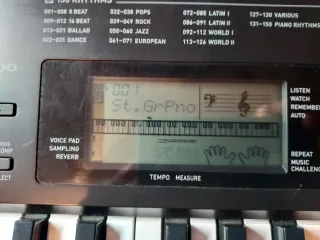 150 RHYTHMS
001-008 8 BEAT
009-012 16 BEAT
013-021 BALLAD
022-031 DANCE
032-038 POPS
039-049 ROCK
050-060 JAZZ
061-071 EUROPEAN
072-085 LATIN I
086-091 LATIN II
092-112 WORLD I
113-126 WORLD II
127-130 VARIOUS
131-150 PIANO RHYTHMS
001
St.GrPno
LISTEN
WATCH
REMEMBER
AUTO
VOICE PAD
SAMPLING
REVERB
REPEAT
MUSIC
CHALLENG
TEMPO MEASURE